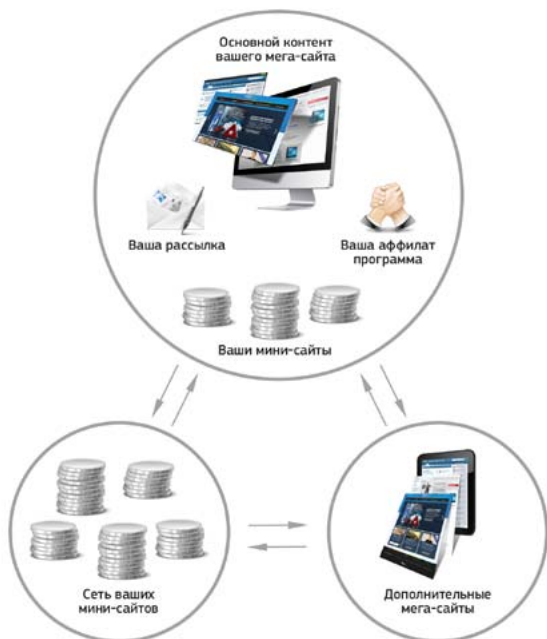 Основной контент
вашего мега-сайта
Ваша рассылка
Ваша аффилат
программа
Ваши мини-сайты
Сеть ваших
мини-сайтов
Дополнительные
мега-сайты